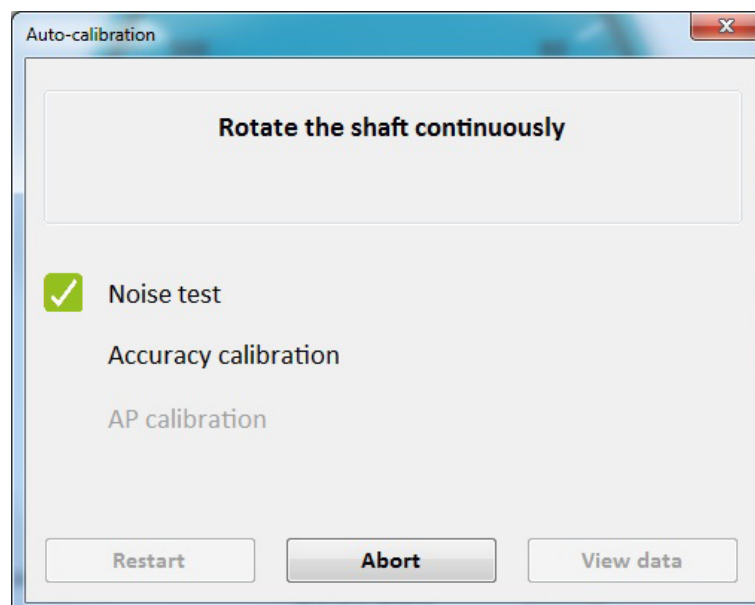 Auto-calibration
Rotate the shaft continuously
Noise test
Accuracy calibration
AP calibration
Restart Abort View data